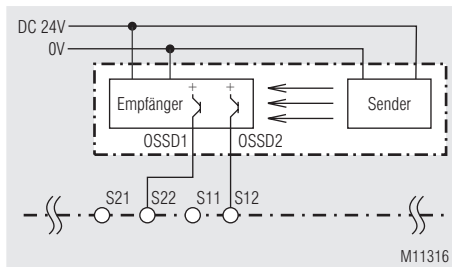 DC 24V
0V
Empfänger
+
+
Sender
OSSD1
OSSD2
S21
S22
S11
S12
M11316